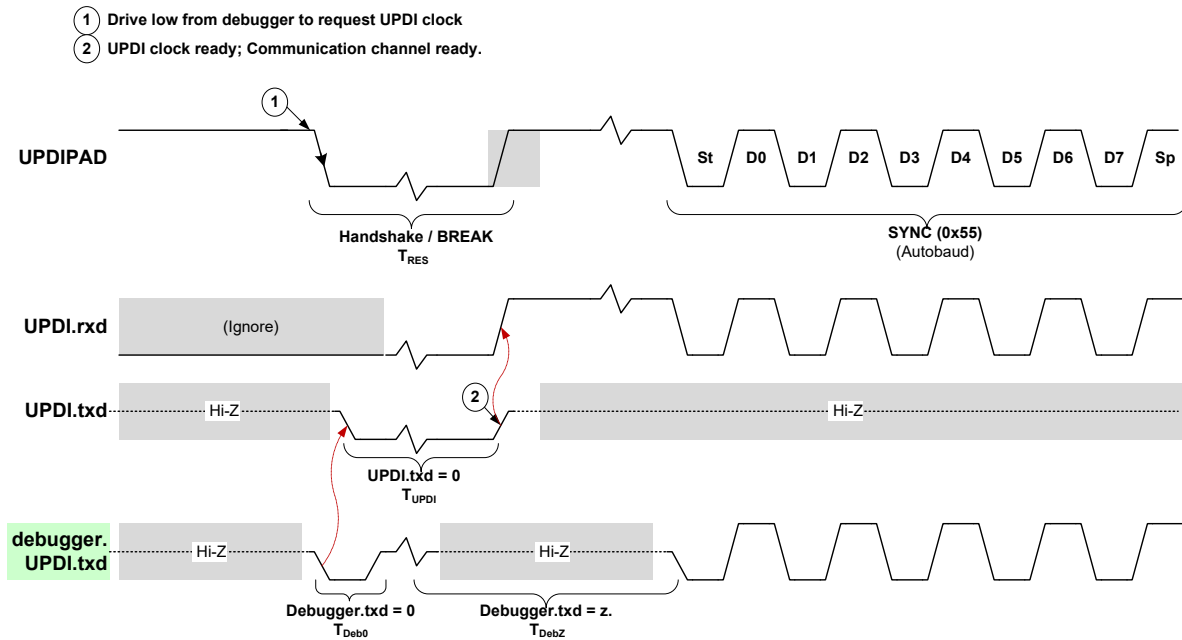 1 Drive low from debugger to request UPDI clock
2 UPDI clock ready; Communication channel ready.
1
UPDIPAD
St D0 D1 D2 D3 D4 D5 D6 D7 Sp
Handshake / BREAK
TRES
SYNC (0x55)
(Autobaud)
UPDI.rxd
(Ignore)
2
UPDI.txd
Hi-Z
Hi-Z
UPDI.txd = 0
TUPDI
debugger.
UPDI.txd
Hi-Z
Hi-Z
Debugger.txd = 0
TDeb0
Debugger.txd = z.
TDebZ